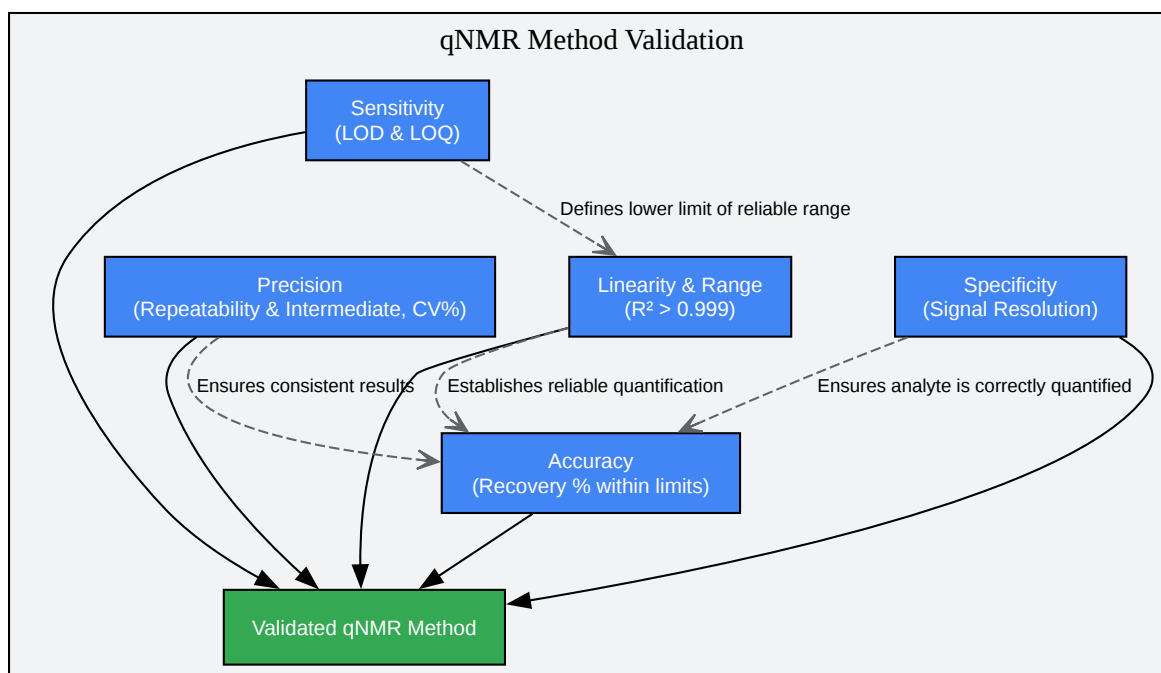 qNMR Method Validation
Sensitivity
(LOD & LOQ)
Defines lower limit of reliable range
Precision
(Repeatability & Intermediate, CV%)
Linearity & Range
(R² > 0.999)
Specificity
(Signal Resolution)
Ensures consistent results
Establishes reliable quantification
Ensures analyte is correctly quantified
Accuracy
(Recovery % within limits)
Validated qNMR Method